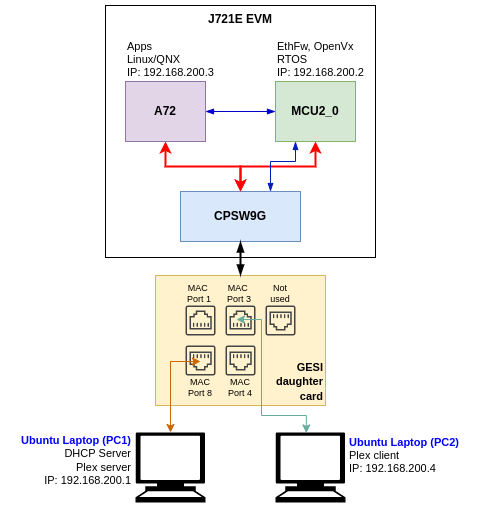 J721E EVM
Apps
Linux/QNX
IP: 192.168.200.3
EthFw, OpenVx
RTOS
IP: 192.168.200.2
A72
MCU2_0
CPSW9G
MAC
Port 1
MAC
Port 3
Not
used
MAC
Port 8
MAC
Port 4
GESI
daughter
card
Ubuntu Laptop (PC1)
DHCP Server
Plex server
IP: 192.168.200.1
Ubuntu Laptop (PC2)
Plex client
IP: 192.168.200.4